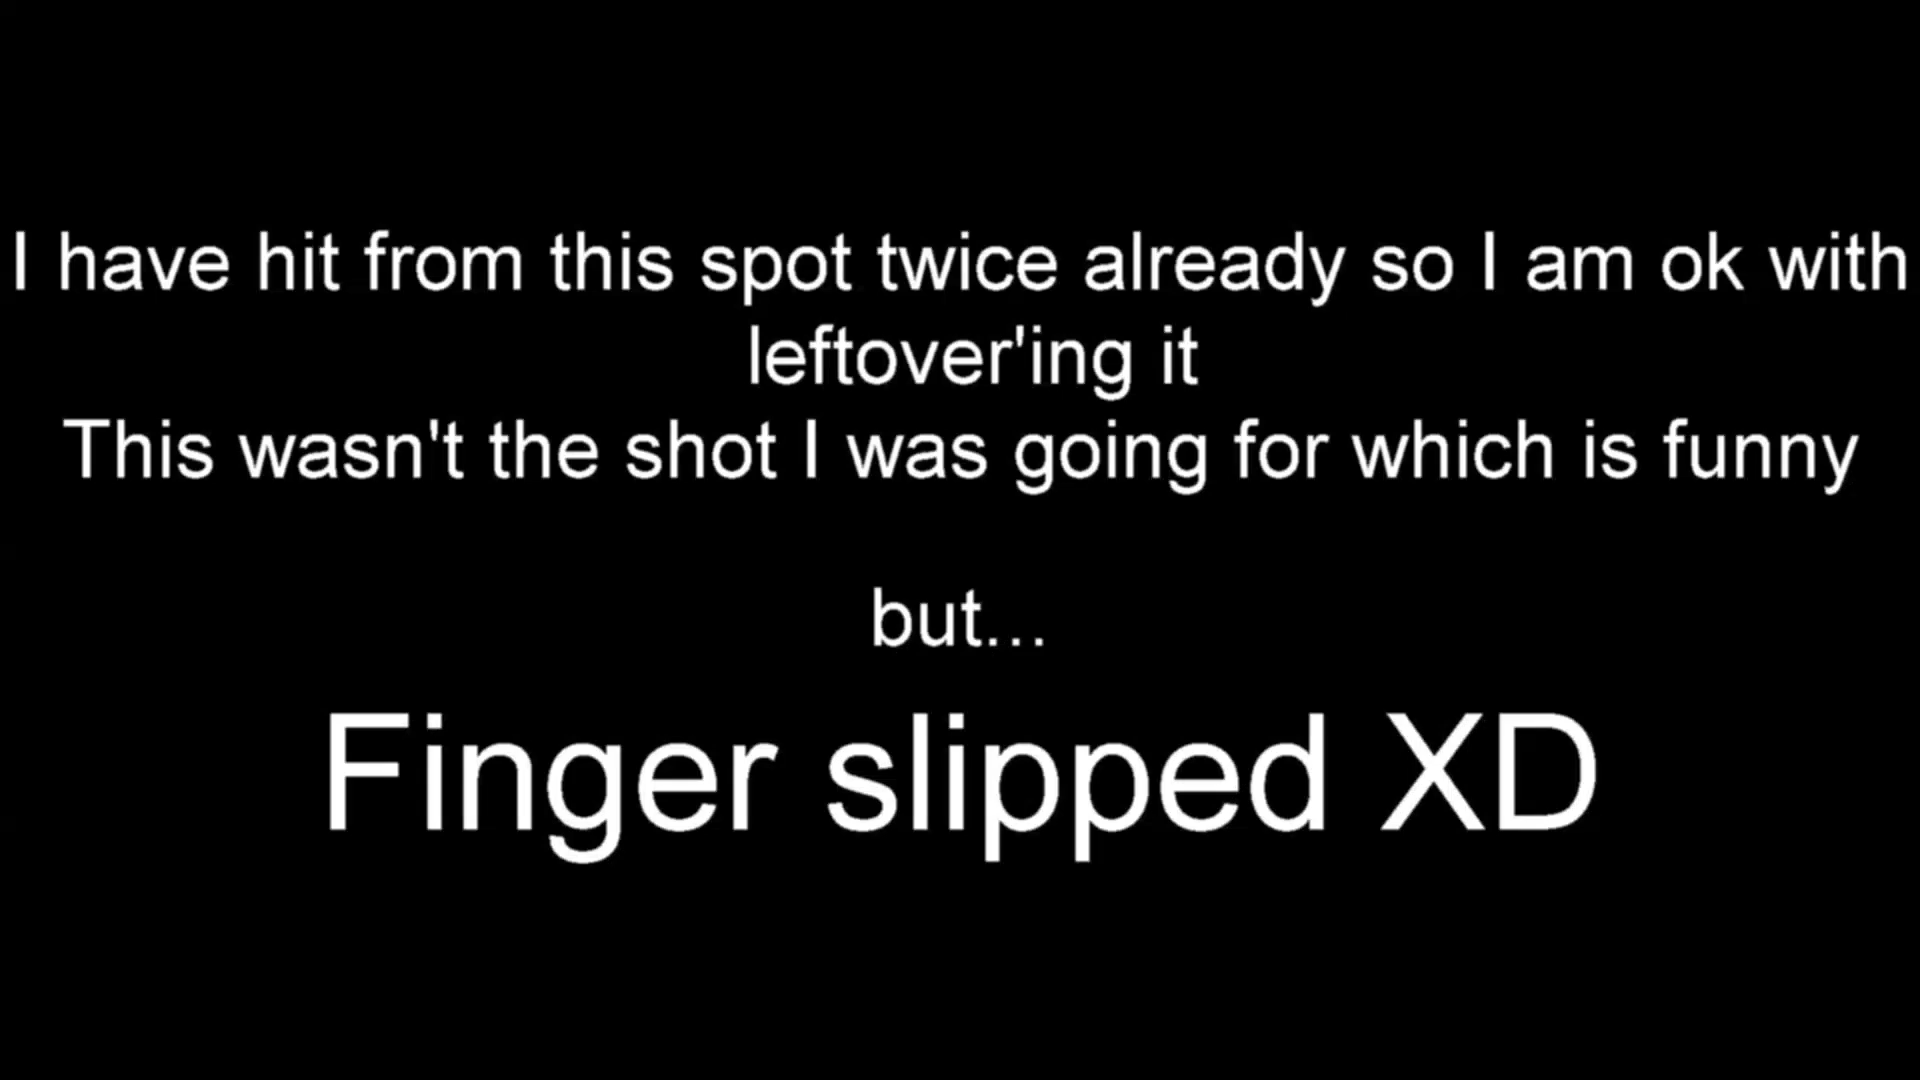 I have hit from this spot twice already so I am ok with
leftover'ing it
This wasn't the shot I was going for which is funny
but...
Finger slipped XD